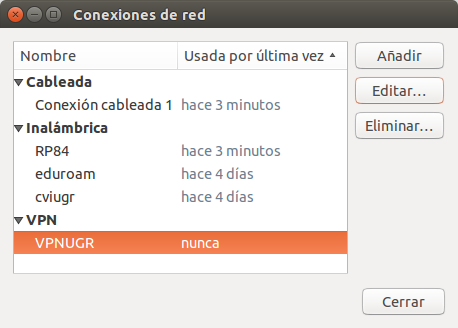 Conexiones de red
Nombre Usada por última vez
Añadir
Cableada
Editar...
Conexión cableada 1 hace 3 minutos
Inalámbrica
Eliminar...
RP84 hace 3 minutos
eduroam hace 4 días
cviugr hace 4 días
VPN
VPNUGR nunca
Cerrar